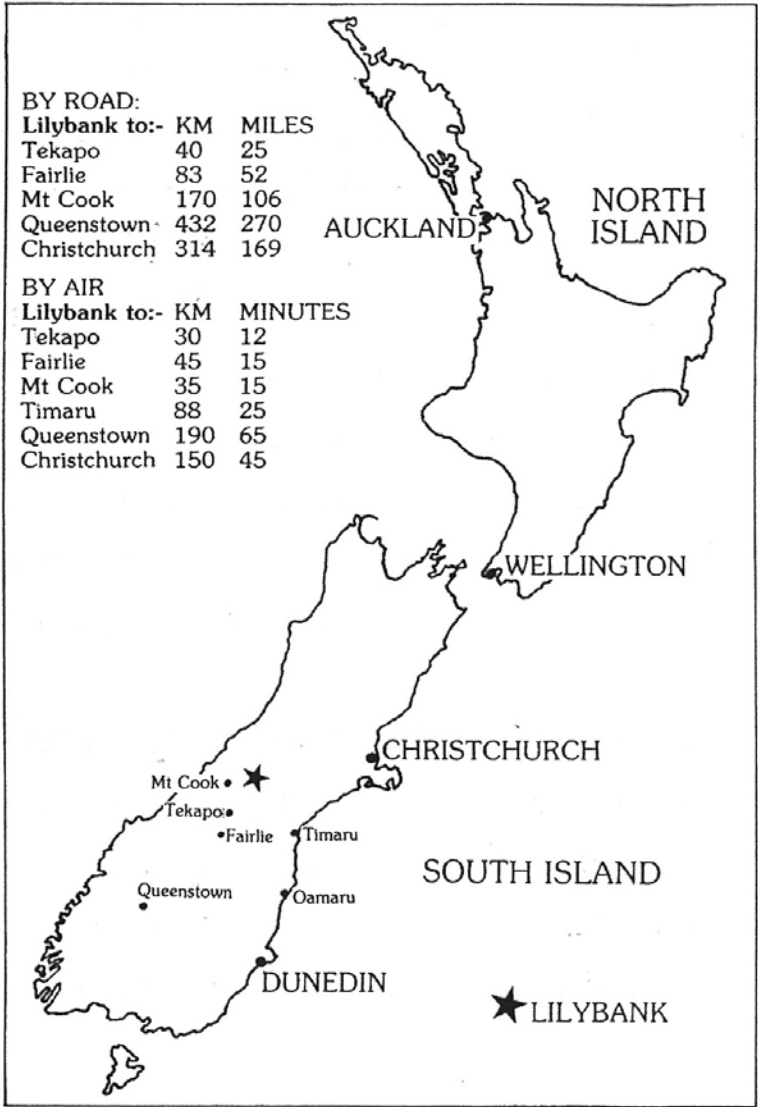 BY ROAD:
Lilybank to:- KM MILES
Tekapo 40 25
Fairlie 83 52
Mt Cook 170 106
Queenstown 432 270
Christchurch 314 169
BY AIR
Lilybank to:- KM MINUTES
Tekapo 30 12
Fairlie 45 15
Mt Cook 35 15
Timaru 88 25
Queenstown 190 65
Christchurch 150 45
NORTH
ISLAND
AUCKLAND
WELLINGTON
CHRISTCHURCH
Mt Cook
Tekapo
Fairlie
Timaru
SOUTH ISLAND
Queenstown
Oamaru
DUNEDIN
LILYBANK